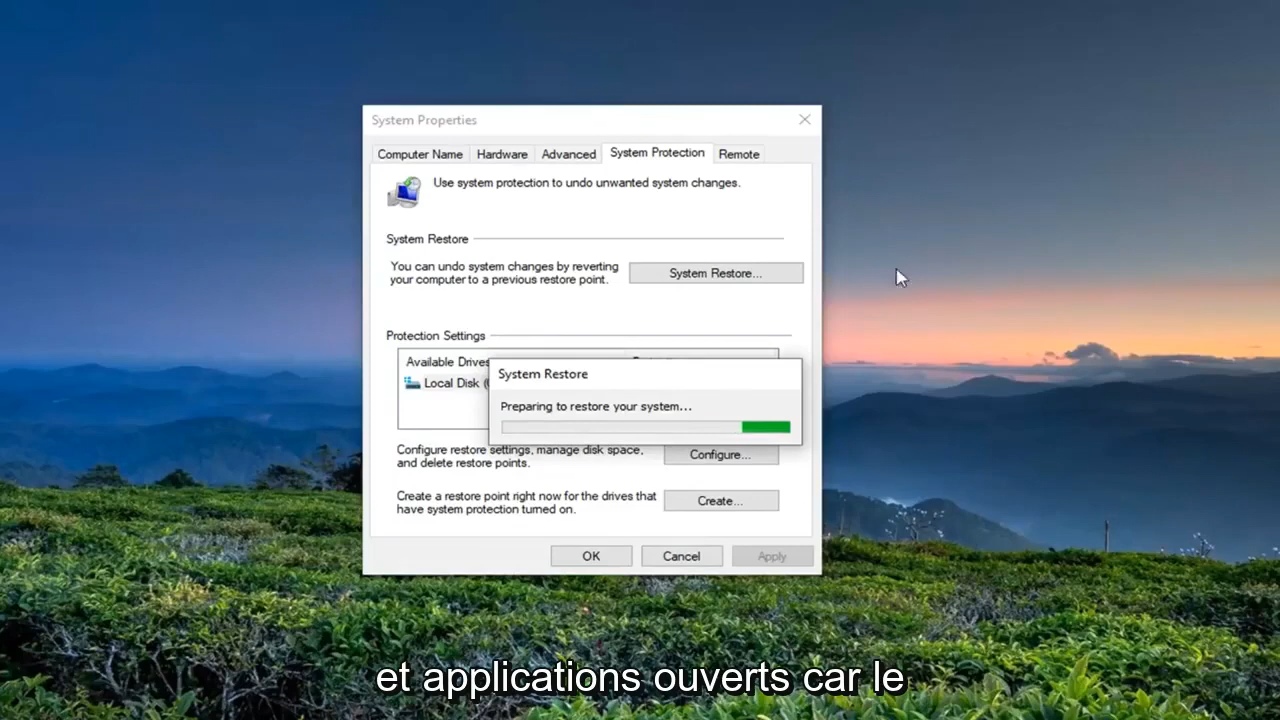 System Properties
Computer Name Hardware Advanced System Protection Remote
Use system protection to undo unwanted system changes.
System Restore
You can undo system changes by reverting
your computer to a previous restore point.
System Restore...
Protection Settings
Available Drives
Local Disk (
System Restore
Preparing to restore your system...
Configure restore settings, manage disk space,
and delete restore points.
Configure...
Create a restore point right now for the drives that
have system protection turned on.
Create...
OK Cancel Apply
et applications ouverts car le